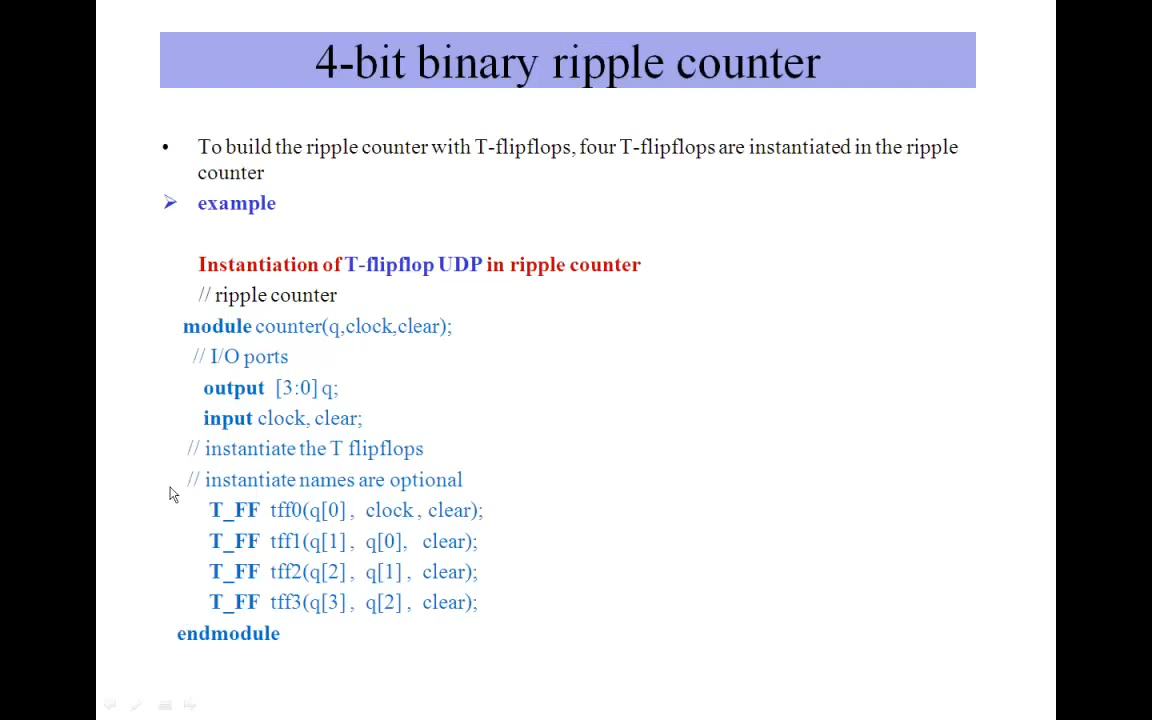 4-bit binary ripple counter
• To build the ripple counter with T-flipflops, four T-flipflops are instantiated in the ripple
counter
➢ example
Instantiation of T-flipflop UDP in ripple counter
// ripple counter
module counter(q,clock,clear);
// I/O ports
output [3:0] q;
input clock, clear;
// instantiate the T flipflops
// instantiate names are optional
T_FF tff0(q[0] , clock , clear);
T_FF tff1(q[1] , q[0], clear);
T_FF tff2(q[2] , q[1] , clear);
T_FF tff3(q[3] , q[2] , clear);
endmodule